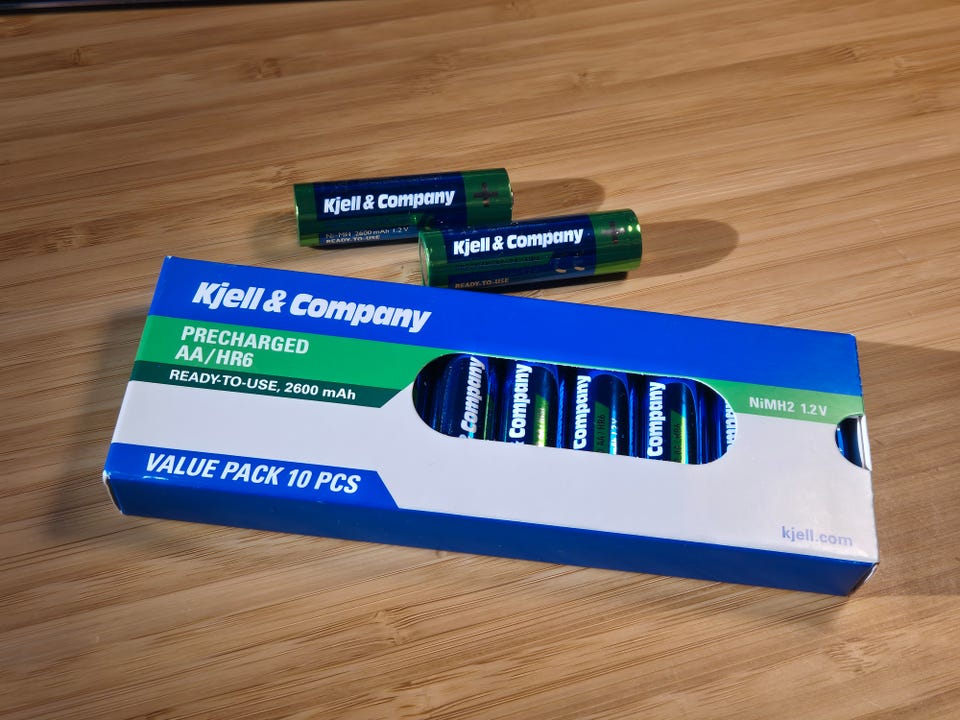 Kjell & Company
Ni-MH 2600 mAh 1.2 V
READY-TO-USE
Kjell & Company
READY-TO-USE
Kjell & Company
PRECHARGED
AA/HR6
READY-TO-USE, 2600 mAh
Company
Company
Company
AA/HR6
Company
NiMH2 1.2V
VALUE PACK 10 PCS
kjell.com